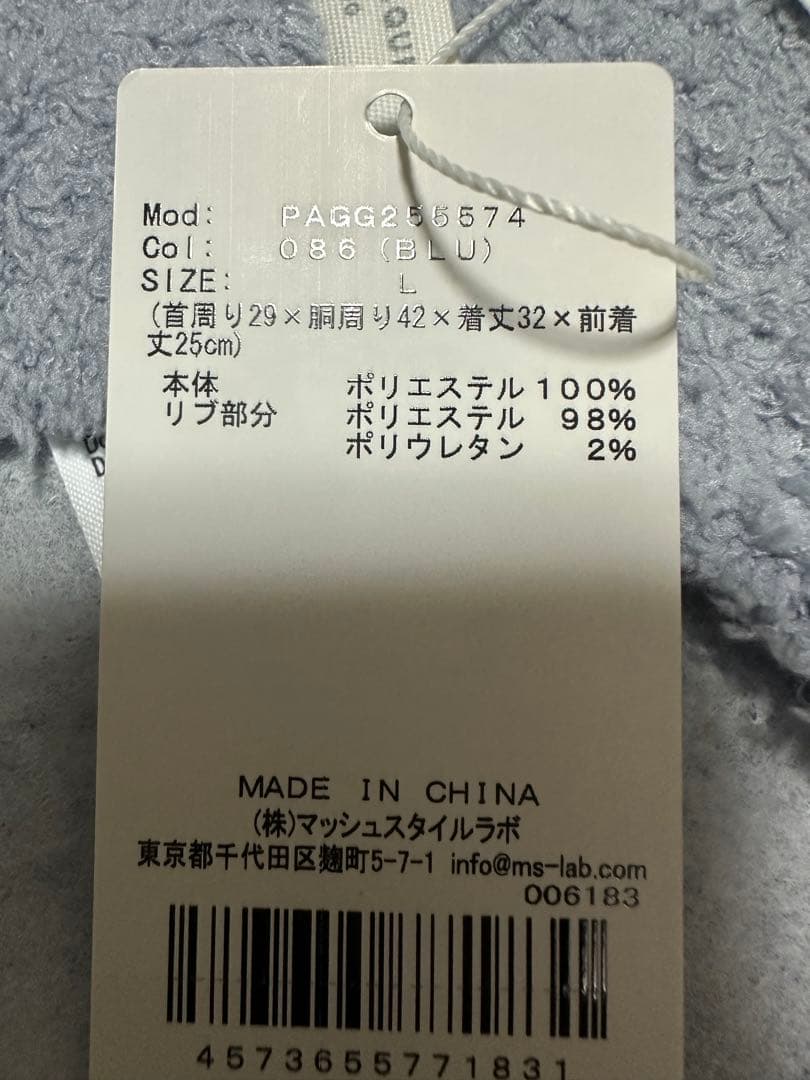 QUE
Mod: PAGG255574
Col: 086(BLU)
SIZE: L
(首周り29×胴周り42×着丈32×前着
丈25cm)
本体 ポリエステル 100%
リブ部分 ポリエステル 98%
ポリウレタン 2%
MADE IN CHINA
(株)マッシュスタイルラボ
東京都千代田区麹町5-7-1 info@ms-lab.com
006183
4573655771831